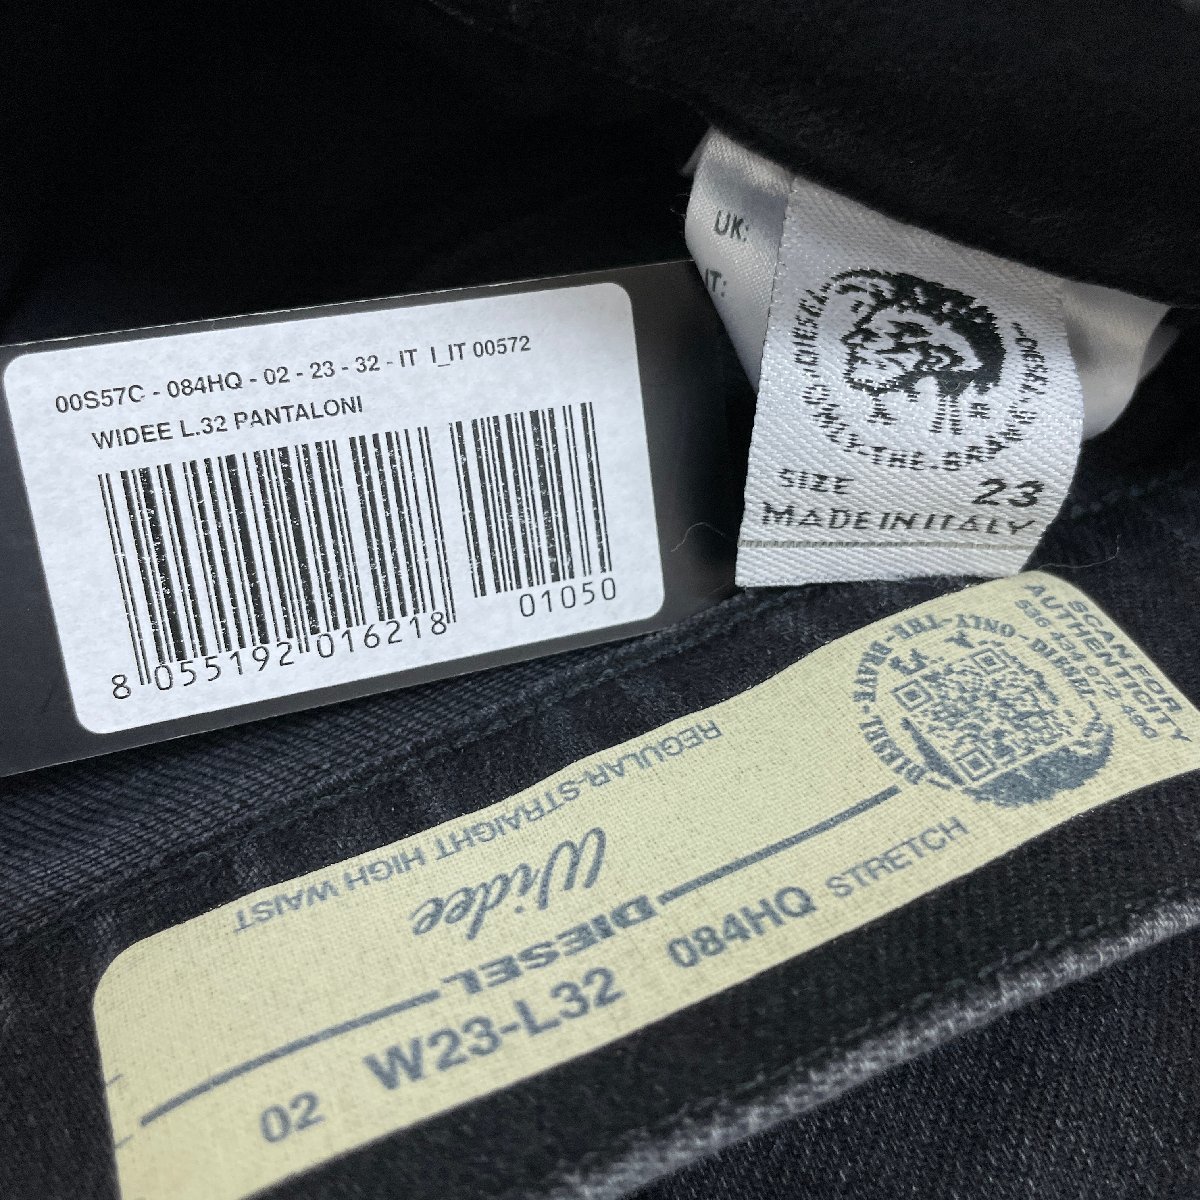 00S57C - 084HQ - 02 - 23 - 32 - IT I_IT 00572
WIDEE L.32 PANTALONI
8 055192 016218
01050
UK:
IT:
DIESEL
ONLY-THE-BRAVE
SIZE 23
MADE IN ITALY
SCAN FOR
AUTHENTICITY
DIESEL-ONLY-THE-BRAVE
REGULAR-STRAIGHT HIGH WAIST
Widee
DIESEL
084HQ STRETCH
02 W23-L32